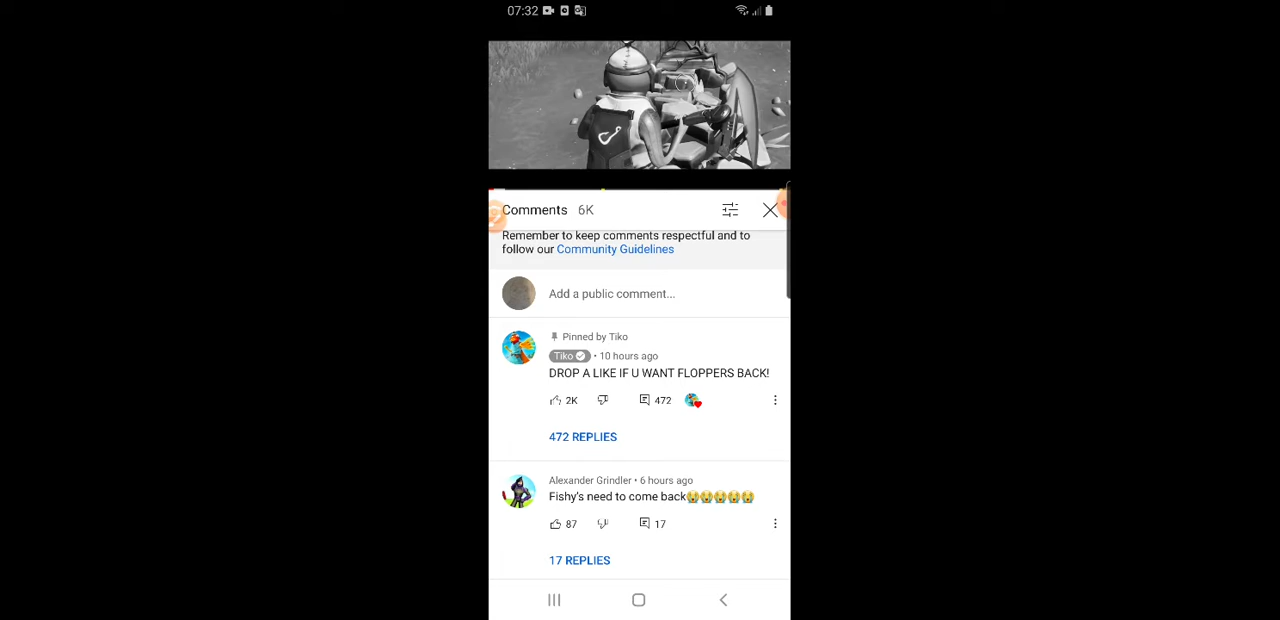 07:32
Comments 6K
Remember to keep comments respectful and to
follow our Community Guidelines
Add a public comment...
Pinned by Tiko
Tiko • 10 hours ago
DROP A LIKE IF U WANT FLOPPERS BACK!
2K 472
472 REPLIES
Alexander Grindler • 6 hours ago
Fishy's need to come back😭😭😭😭😭
87 17
17 REPLIES